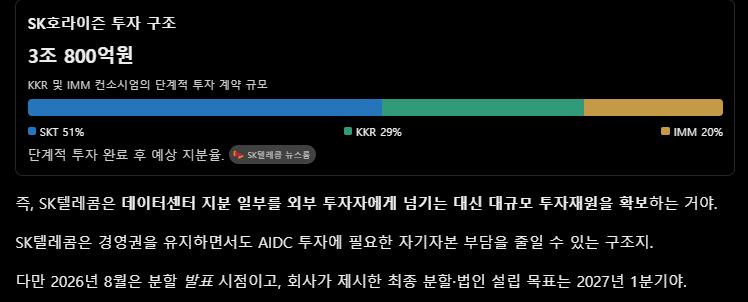 SK호라이즌 투자 구조
3조 800억원
KKR 및 IMM 컨소시엄의 단계적 투자 계약 규모
SKT 51% KKR 29% IMM 20%
단계적 투자 완료 후 예상 지분율. SK텔레콤 뉴스룸
즉, SK텔레콤은 데이터센터 지분 일부를 외부 투자자에게 넘기는 대신 대규모 투자재원을 확보하는 거야.
SK텔레콤은 경영권을 유지하면서도 AIDC 투자에 필요한 자기자본 부담을 줄일 수 있는 구조지.
다만 2026년 8월은 분할 발표 시점이고, 회사가 제시한 최종 분할·법인 설립 목표는 2027년 1분기야.